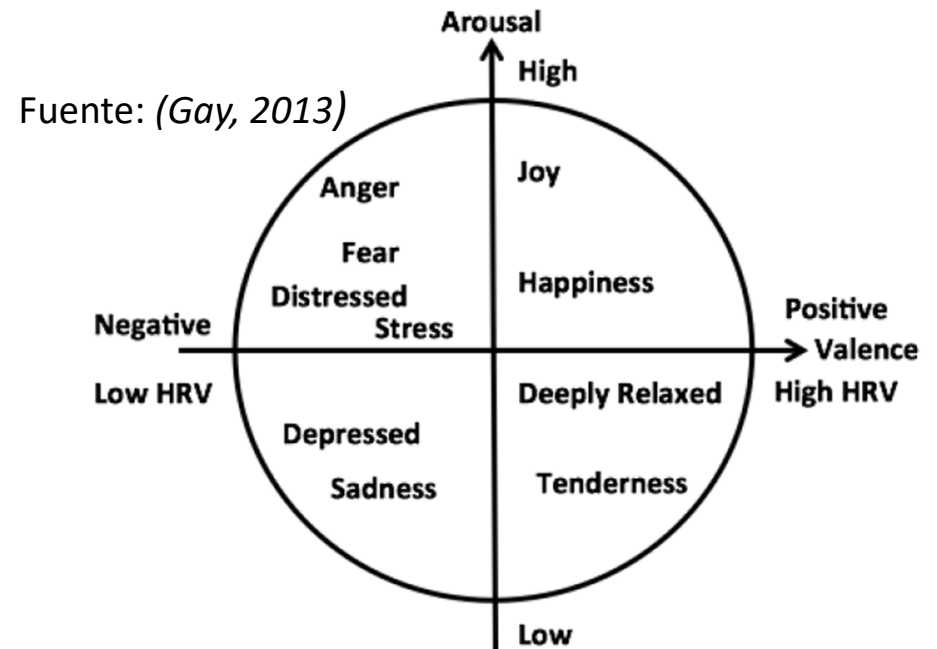 Arousal
High
Fuente: (Gay, 2013)
Joy
Anger
Fear
Happiness
Distressed
Stress
Negative
Positive
Valence
Low HRV
Deeply Relaxed
High HRV
Depressed
Sadness
Tenderness
Low